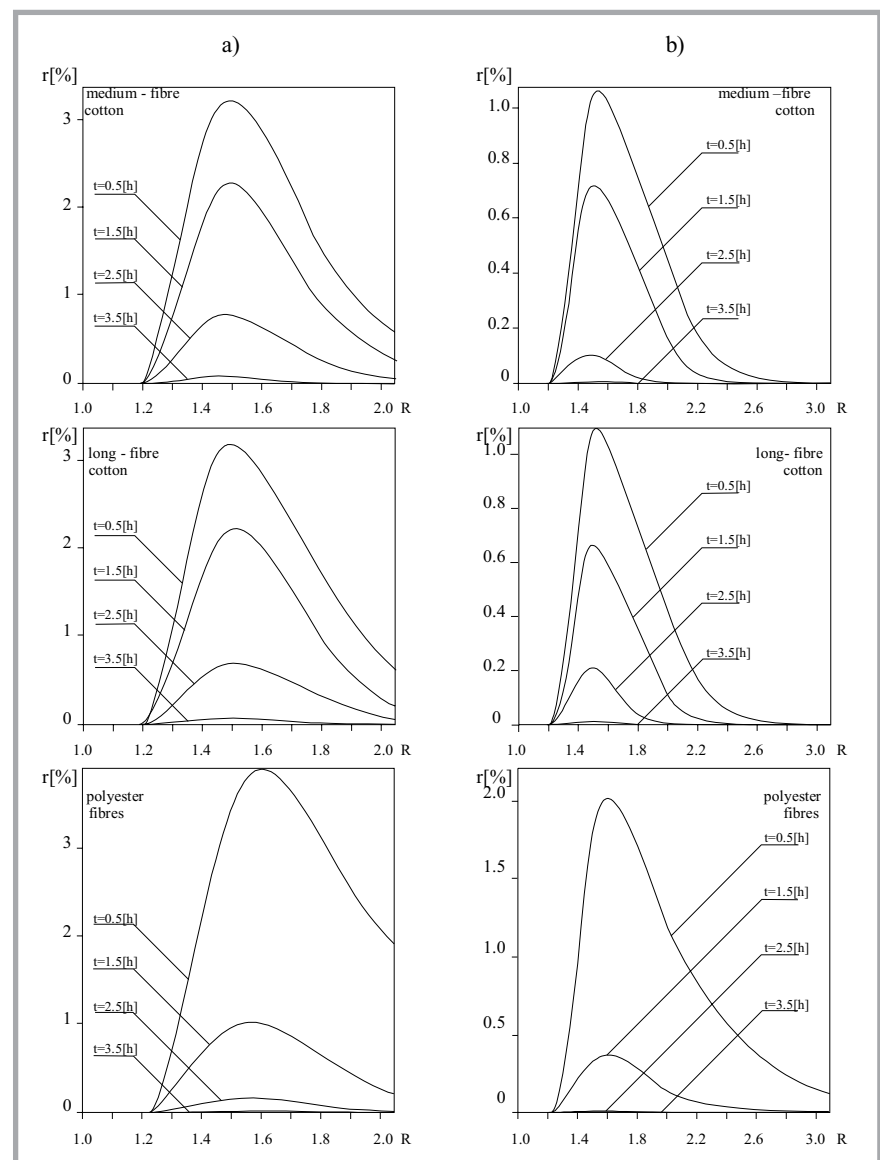 a)
r[%]
medium - fibre
cotton
3
2
1
0
t=0.5[h]
t=1.5[h]
t=2.5[h]
t=3.5[h]
1.0 1.2 1.4 1.6 1.8 2.0 R
b)
r[%]
medium –fibre
cotton
1.0
0.8
0.6
0.4
0.2
0
t=0.5[h]
t=1.5[h]
t=2.5[h]
t=3.5[h]
1.0 1.4 1.8 2.2 2.6 3.0 R
r[%]
long - fibre
cotton
3
2
1
0
t=0.5[h]
t=1.5[h]
t=2.5[h]
t=3.5[h]
1.0 1.2 1.4 1.6 1.8 2.0 R
r[%]
long- fibre
cotton
1.0
0.8
0.6
0.4
0.2
0
t=0.5[h]
t=1.5[h]
t=2.5[h]
t=3.5[h]
1.0 1.4 1.8 2.2 2.6 3.0 R
r[%]
polyester
fibres
3
2
1
0
t=0.5[h]
t=1.5[h]
t=2.5[h]
t=3.5[h]
1.0 1.2 1.4 1.6 1.8 2.0 R
r[%]
polyester
fibres
2.0
1.5
1.0
0.5
0
t=0.5[h]
t=1.5[h]
t=2.5[h]
t=3.5[h]
1.0 1.4 1.8 2.2 2.6 3.0 R